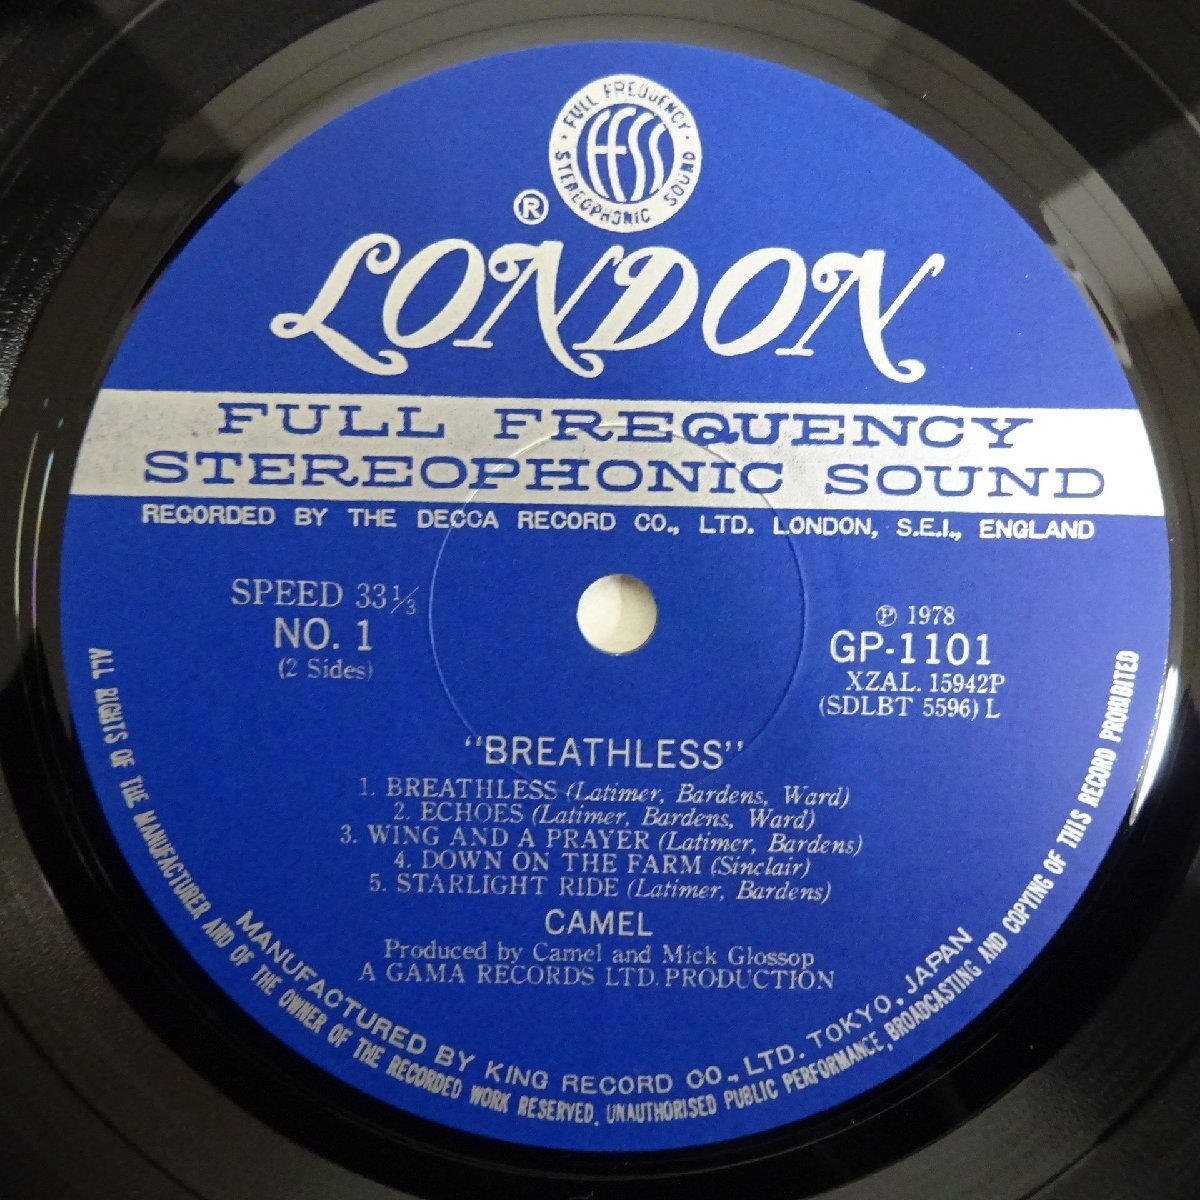 · FULL FREQUENCY ·
STEREOPHONIC SOUND
FFSS
®
LONDON
FULL FREQUENCY
STEREOPHONIC SOUND
RECORDED BY THE DECCA RECORD CO., LTD. LONDON, S.E.I., ENGLAND
SPEED 33⅓
NO. 1
(2 Sides)
Ⓟ 1978
GP-1101
XZAL. 15942P
(SDLBT 5596) L
"BREATHLESS"
1. BREATHLESS (Latimer, Bardens, Ward)
2. ECHOES (Latimer, Bardens, Ward)
3. WING AND A PRAYER (Latimer, Bardens)
4. DOWN ON THE FARM (Sinclair)
5. STARLIGHT RIDE (Latimer, Bardens)
CAMEL
Produced by Camel and Mick Glossop
A GAMA RECORDS LTD. PRODUCTION
MANUFACTURED BY KING RECORD CO., LTD. TOKYO, JAPAN
ALL RIGHTS OF THE MANUFACTURER AND OF THE OWNER OF THE RECORDED WORK RESERVED. UNAUTHORISED PUBLIC PERFORMANCE, BROADCASTING AND COPYING OF THIS RECORD PROHIBITED